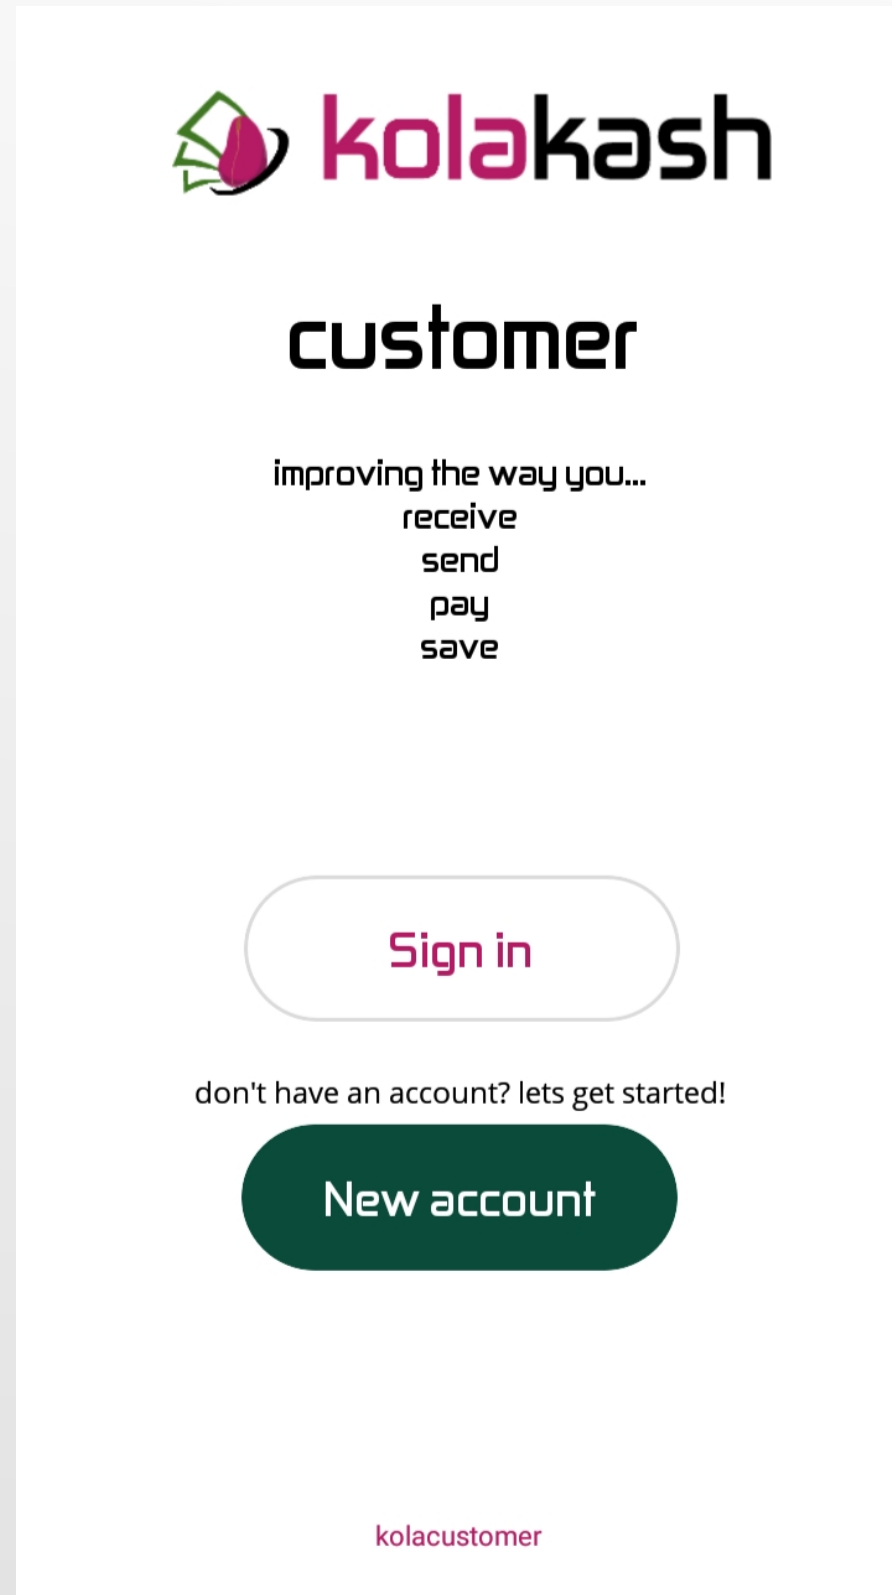 kolakash
customer
improving the way you...
receive
send
pay
save
Sign in
don't have an account? lets get started!
New account
kolacustomer